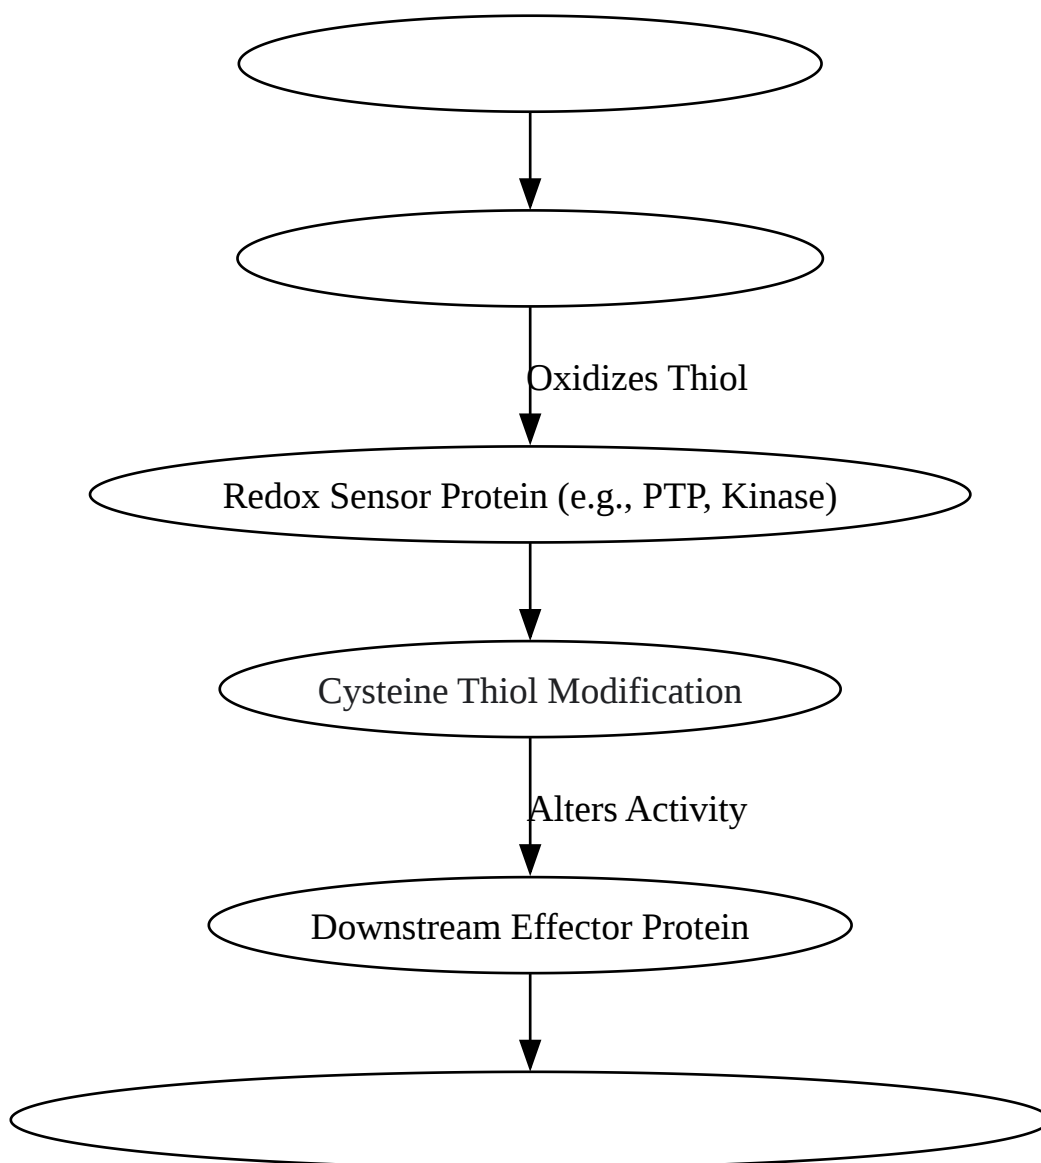 Oxidizes Thiol
Redox Sensor Protein (e.g., PTP, Kinase)
Cysteine Thiol Modification
Alters Activity
Downstream Effector Protein